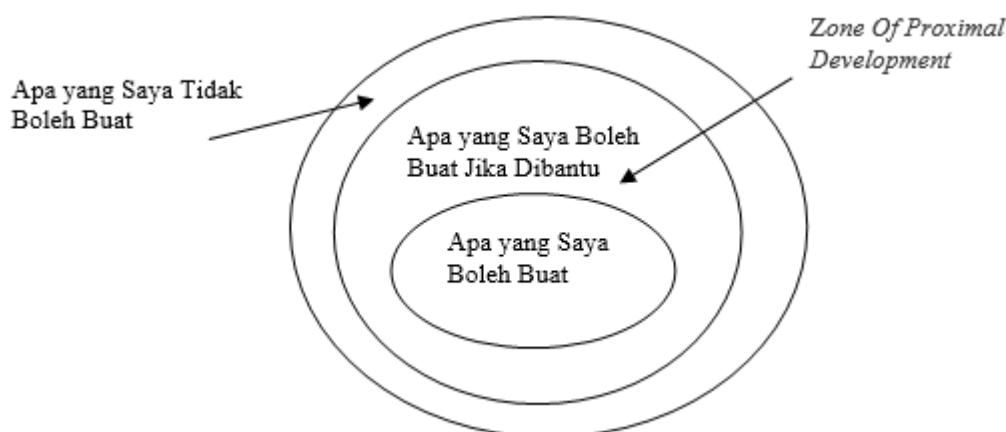 Zone Of Proximal
Development
Apa yang Saya Tidak
Boleh Buat
Apa yang Saya Boleh
Buat Jika Dibantu
Apa yang Saya
Boleh Buat